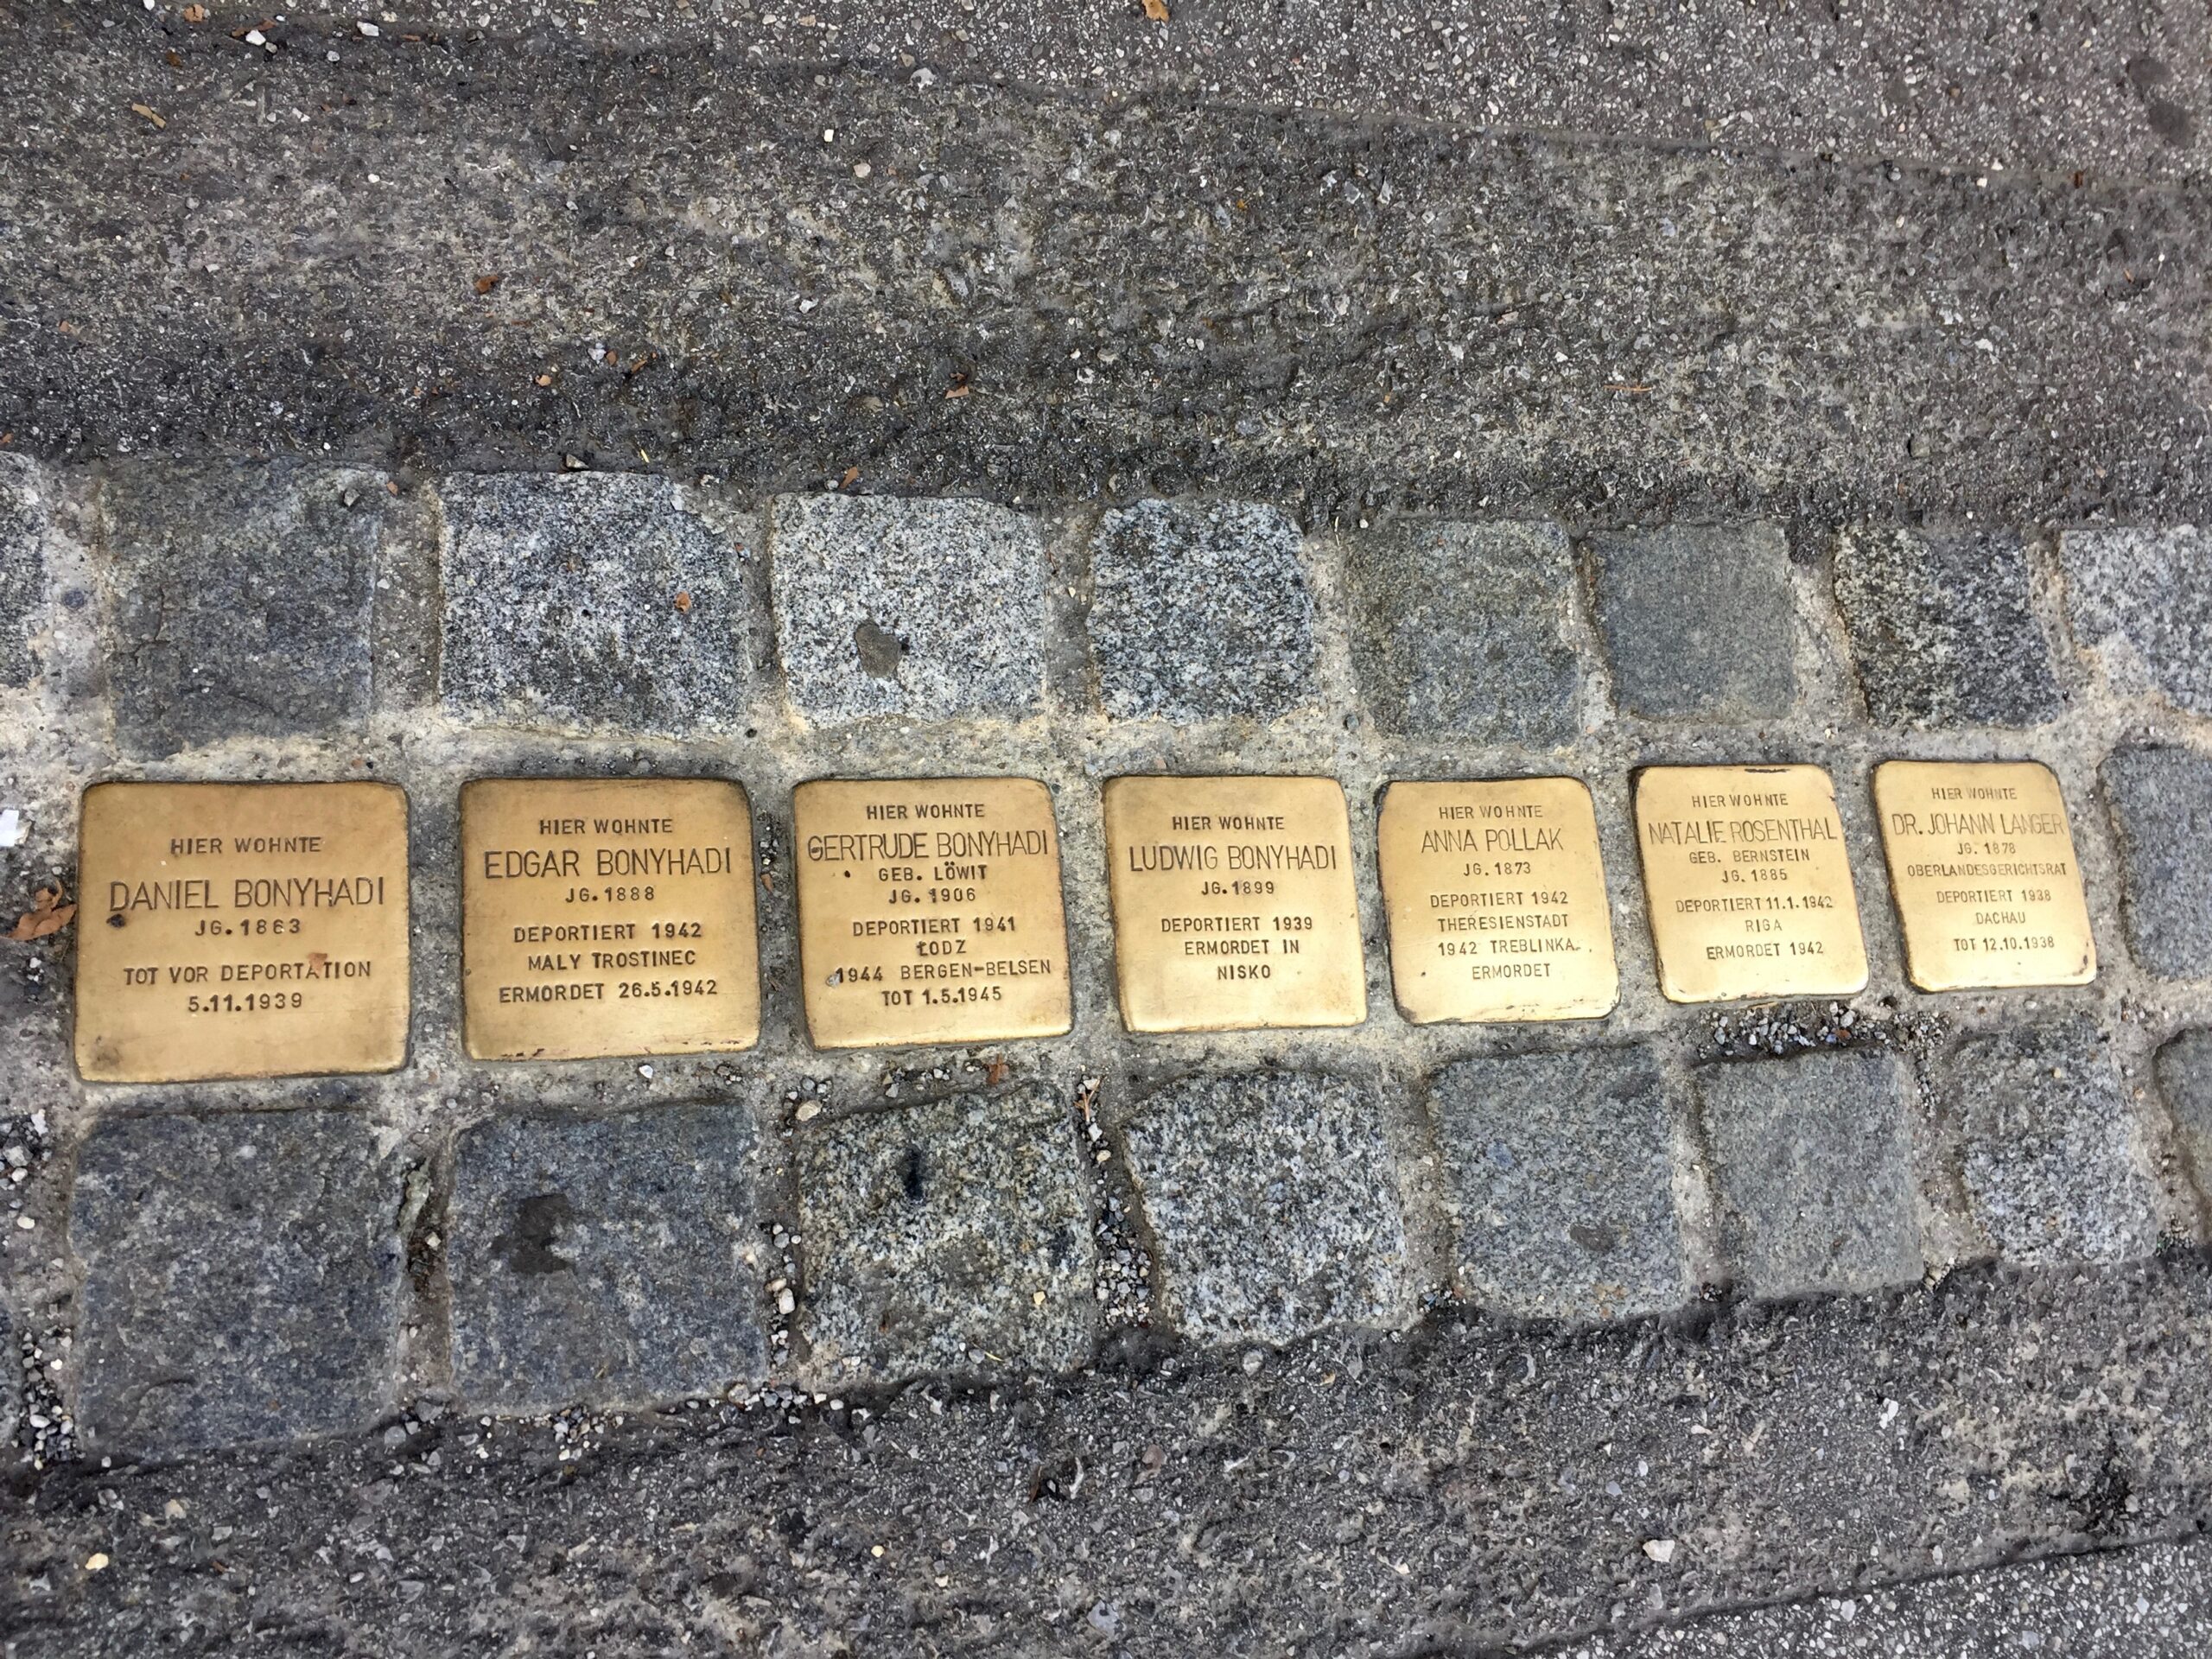 HIER WOHNTE
DANIEL BONYHADI
JG. 1863
TOT VOR DEPORTATION
5.11.1939
HIER WOHNTE
EDGAR BONYHADI
JG. 1888
DEPORTIERT 1942
MALY TROSTINEC
ERMORDET 26.5.1942
HIER WOHNTE
GERTRUDE BONYHADI
GEB. LÖWIT
JG. 1906
DEPORTIERT 1941
ŁODZ
1944 BERGEN-BELSEN
TOT 1.5.1945
HIER WOHNTE
LUDWIG BONYHADI
JG. 1899
DEPORTIERT 1939
ERMORDET IN
NISKO
HIER WOHNTE
ANNA POLLAK
JG. 1873
DEPORTIERT 1942
THERESIENSTADT
1942 TREBLINKA
ERMORDET
HIER WOHNTE
NATALIE ROSENTHAL
GEB. BERNSTEIN
JG. 1885
DEPORTIERT 11.1.1942
RIGA
ERMORDET 1942
HIER WOHNTE
DR. JOHANN LANGER
JG. 1878
OBERLANDESGERICHTSRAT
DEPORTIERT 1938
DACHAU
TOT 12.10.1938